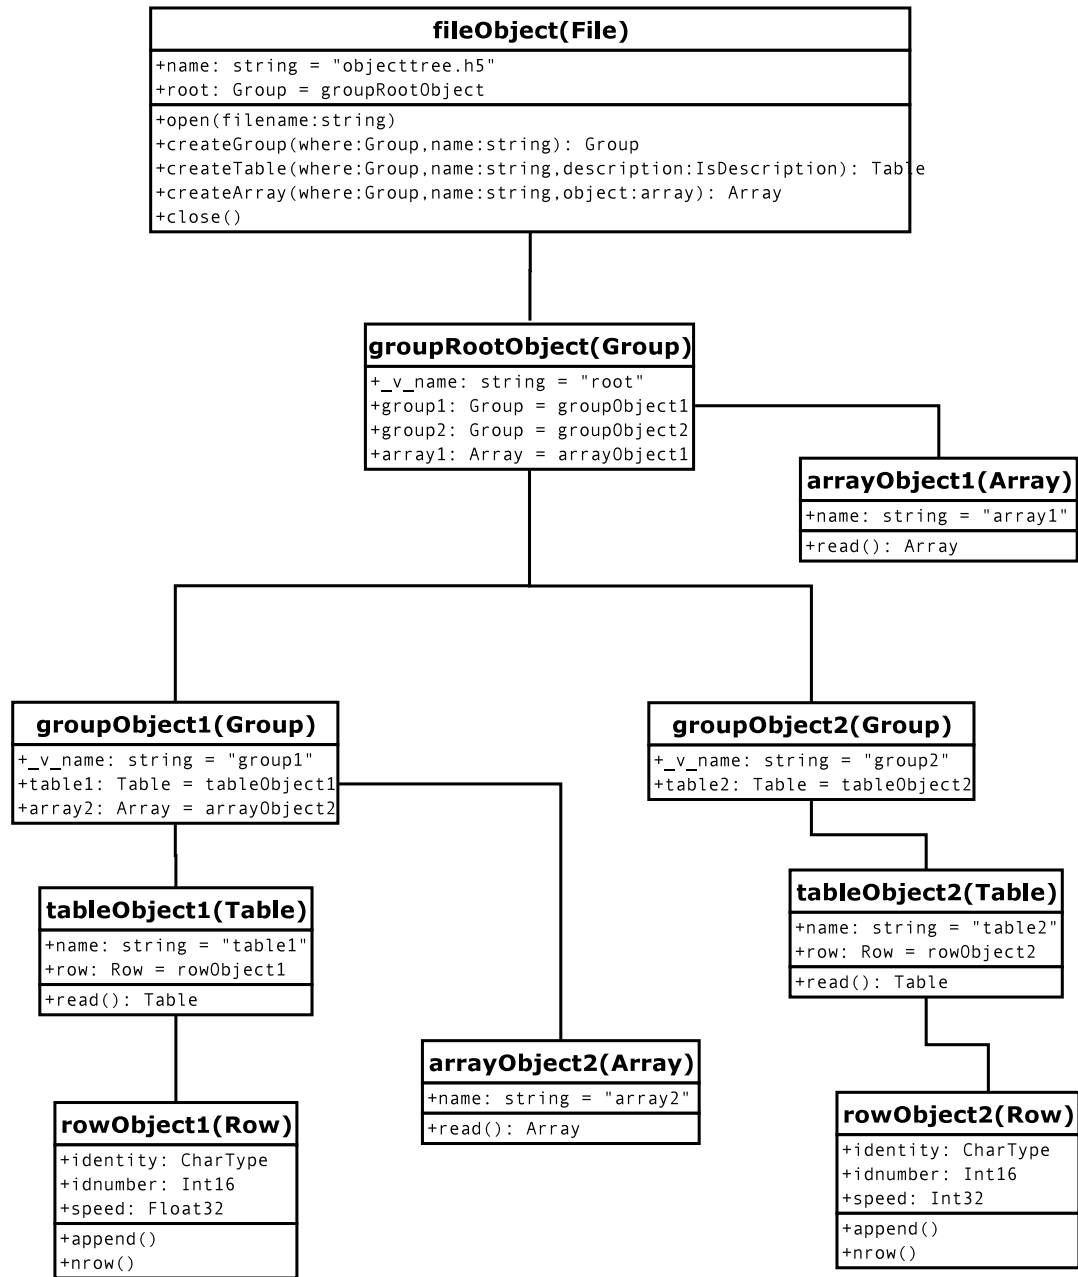 fileObject(File)
+name: string = "objecttree.h5"
+root: Group = groupRootObject
+open(filename:string)
+createGroup(where:Group,name:string): Group
+createTable(where:Group,name:string,description:IsDescription): Table
+createArray(where:Group,name:string,object:array): Array
+close()
groupRootObject(Group)
+_v_name: string = "root"
+group1: Group = groupObject1
+group2: Group = groupObject2
+array1: Array = arrayObject1
arrayObject1(Array)
+name: string = "array1"
+read(): Array
groupObject1(Group)
+_v_name: string = "group1"
+table1: Table = tableObject1
+array2: Array = arrayObject2
groupObject2(Group)
+_v_name: string = "group2"
+table2: Table = tableObject2
tableObject1(Table)
+name: string = "table1"
+row: Row = rowObject1
+read(): Table
tableObject2(Table)
+name: string = "table2"
+row: Row = rowObject2
+read(): Table
arrayObject2(Array)
+name: string = "array2"
+read(): Array
rowObject1(Row)
+identity: CharType
+idnumber: Int16
+speed: Float32
+append()
+nrow()
rowObject2(Row)
+identity: CharType
+idnumber: Int16
+speed: Int32
+append()
+nrow()